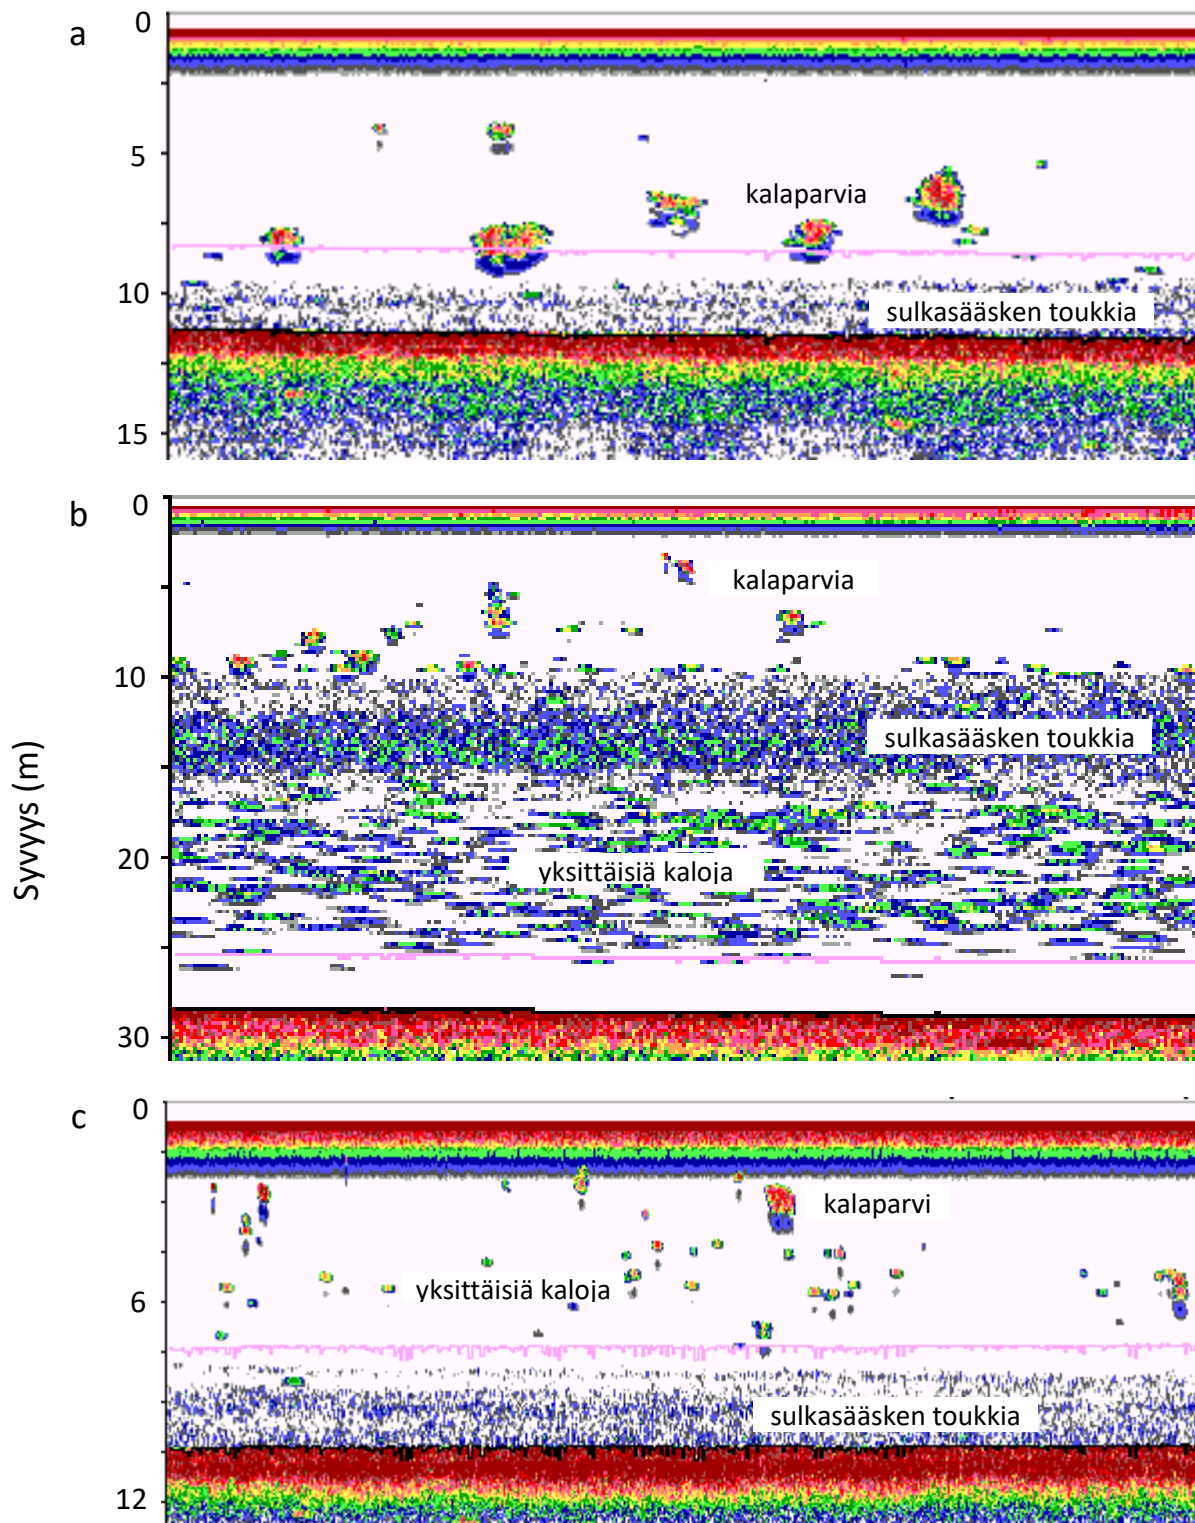 a
0
5
kalaparvia
10
sulkasääsken toukkia
15
b
0
kalaparvia
10
sulkasääsken toukkia
Syvyys (m)
20
yksittäisiä kaloja
30
c
0
kalaparvi
yksittäisiä kaloja
6
sulkasääsken toukkia
12